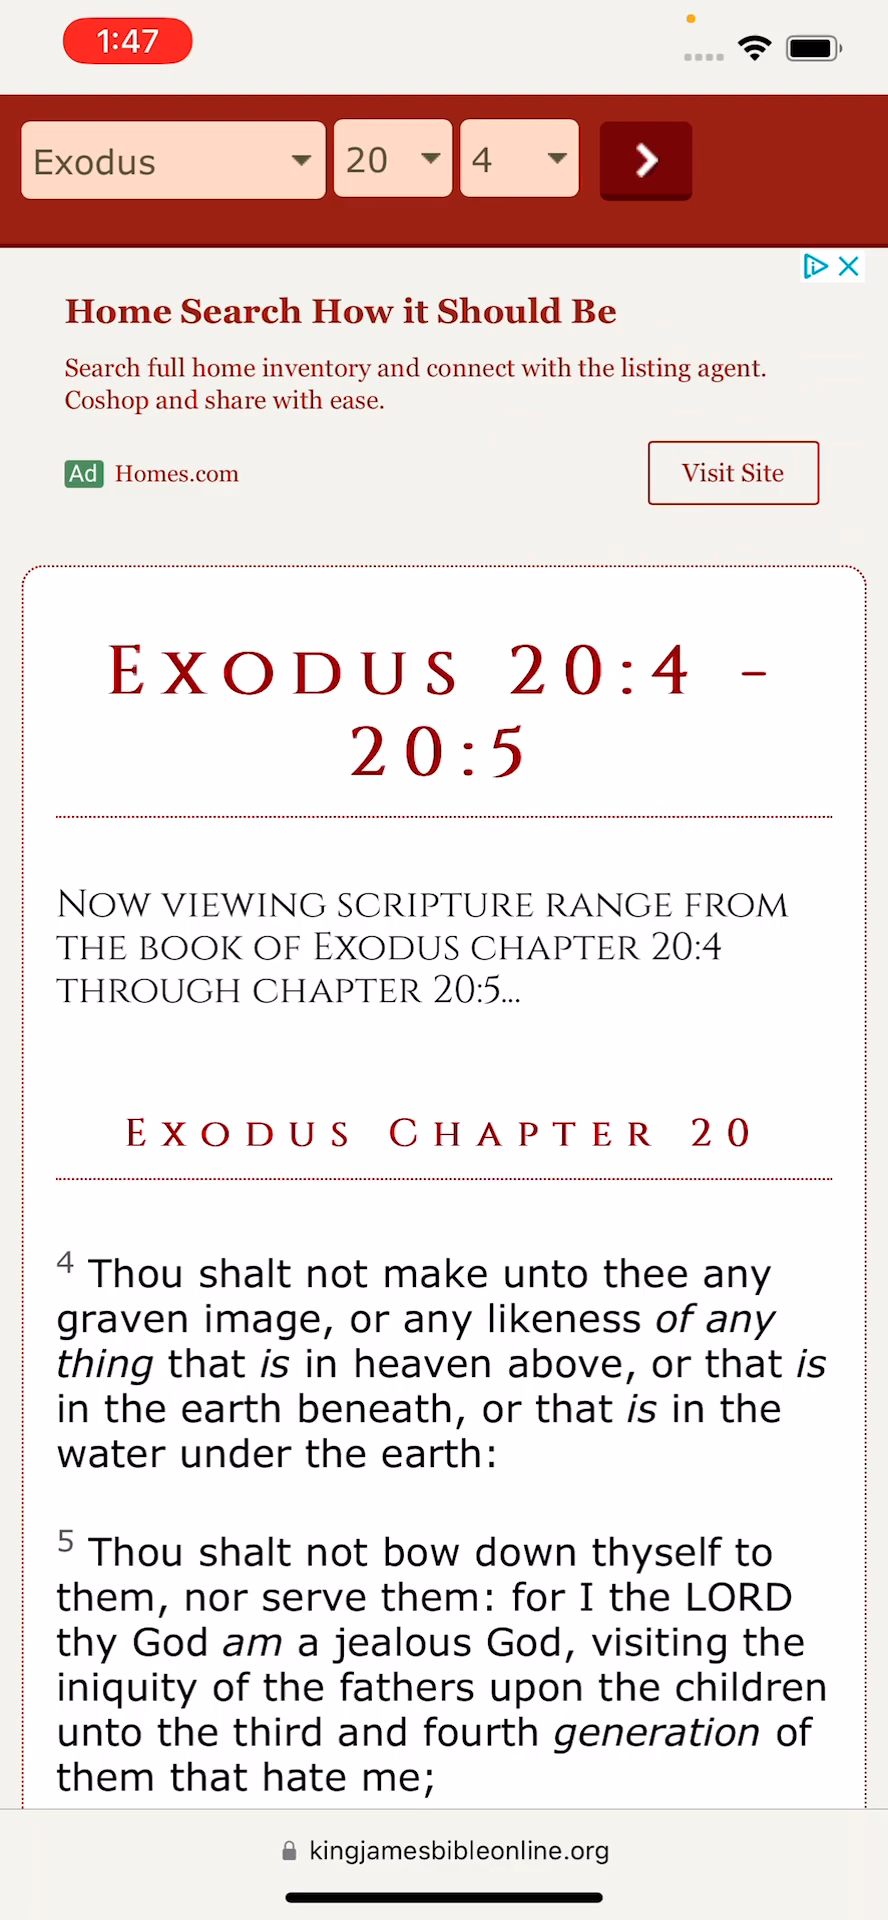 1:47
Exodus 20 4
Home Search How it Should Be
Search full home inventory and connect with the listing agent.
Coshop and share with ease.
Ad Homes.com
Visit Site
Exodus 20:4 -
20:5
Now viewing scripture range from
the book of Exodus chapter 20:4
through chapter 20:5...
Exodus Chapter 20
4 Thou shalt not make unto thee any
graven image, or any likeness of any
thing that is in heaven above, or that is
in the earth beneath, or that is in the
water under the earth:
5 Thou shalt not bow down thyself to
them, nor serve them: for I the LORD
thy God am a jealous God, visiting the
iniquity of the fathers upon the children
unto the third and fourth generation of
them that hate me;
kingjamesbibleonline.org